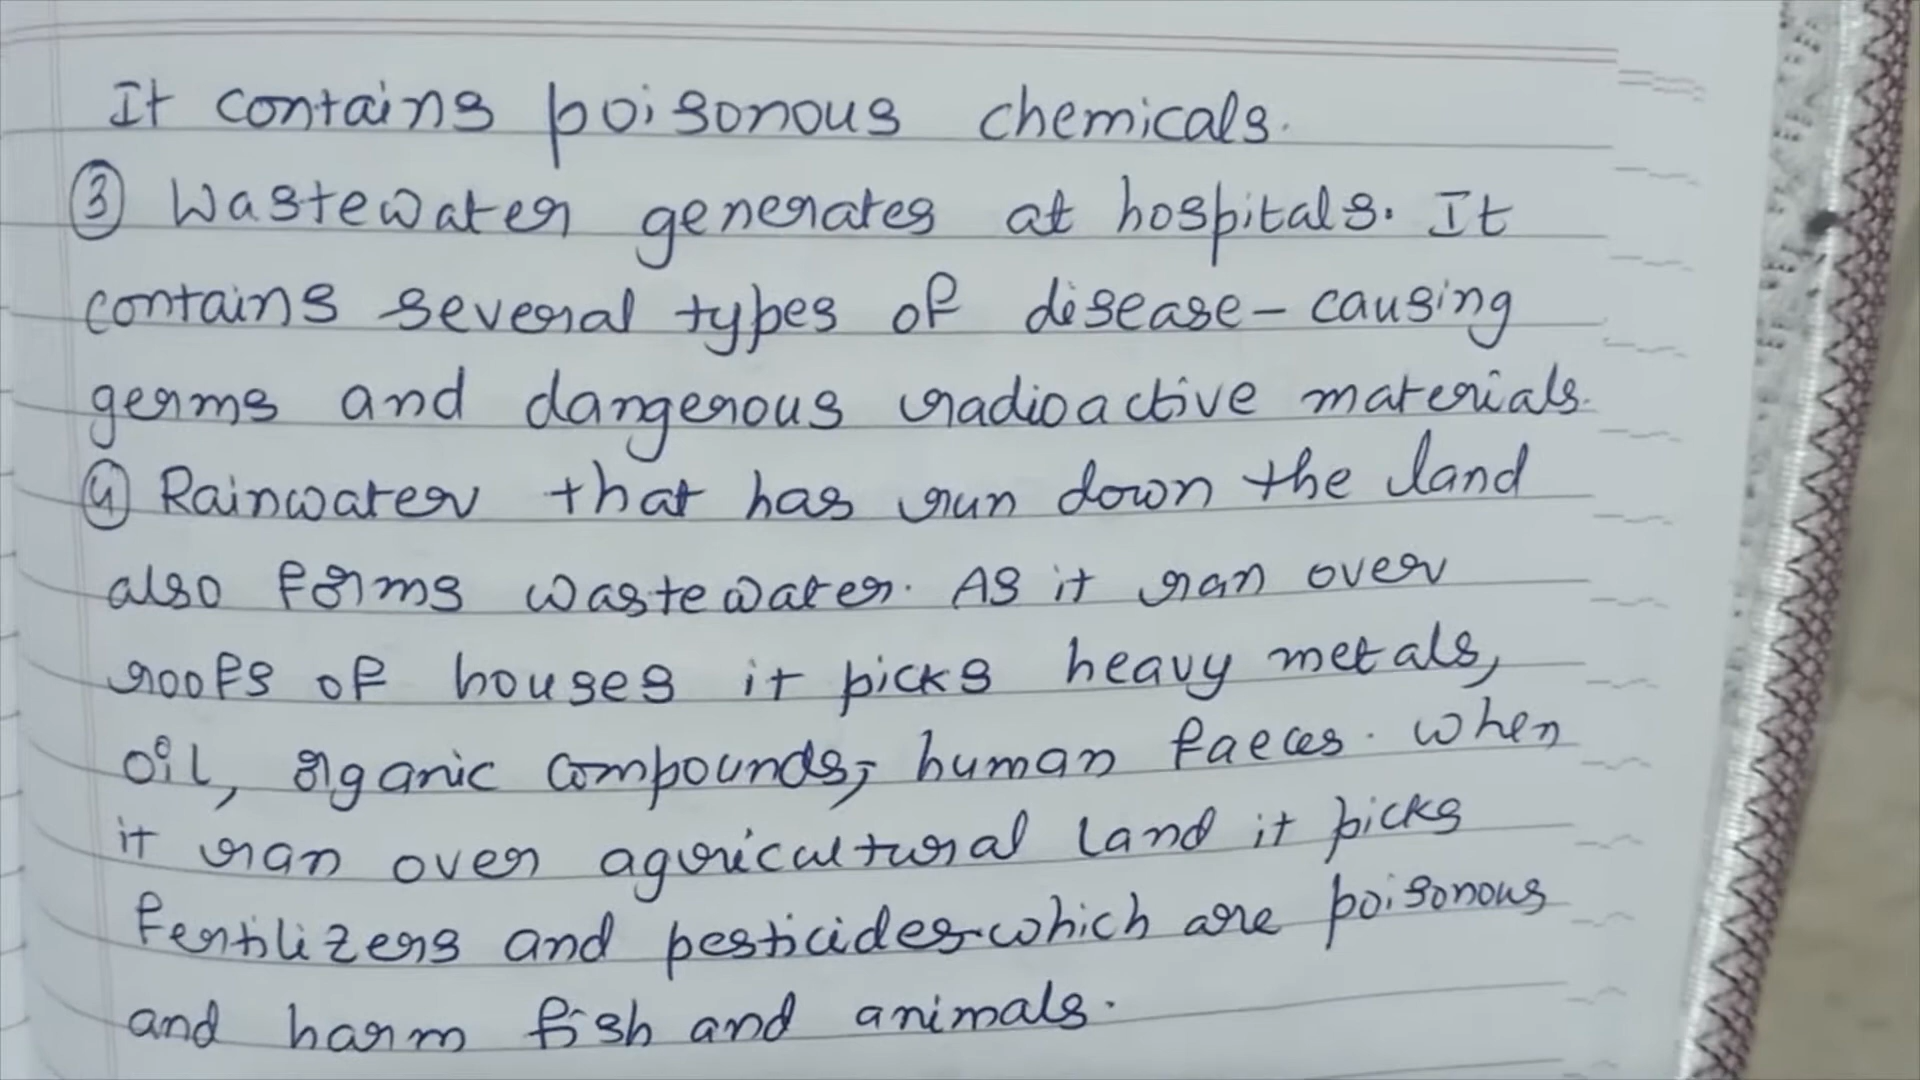 It contains poisonous chemicals.
③ Wastewater generates at hospitals. It
contains several types of disease-causing
germs and dangerous radioactive materials.
④ Rainwater that has run down the land
also forms wastewater. As it ran over
roofs of houses it picks heavy metals,
oil, organic compounds, human faeces. When
it ran over agricultural land it picks
fertilizers and pesticides which are poisonous
and harm fish and animals.